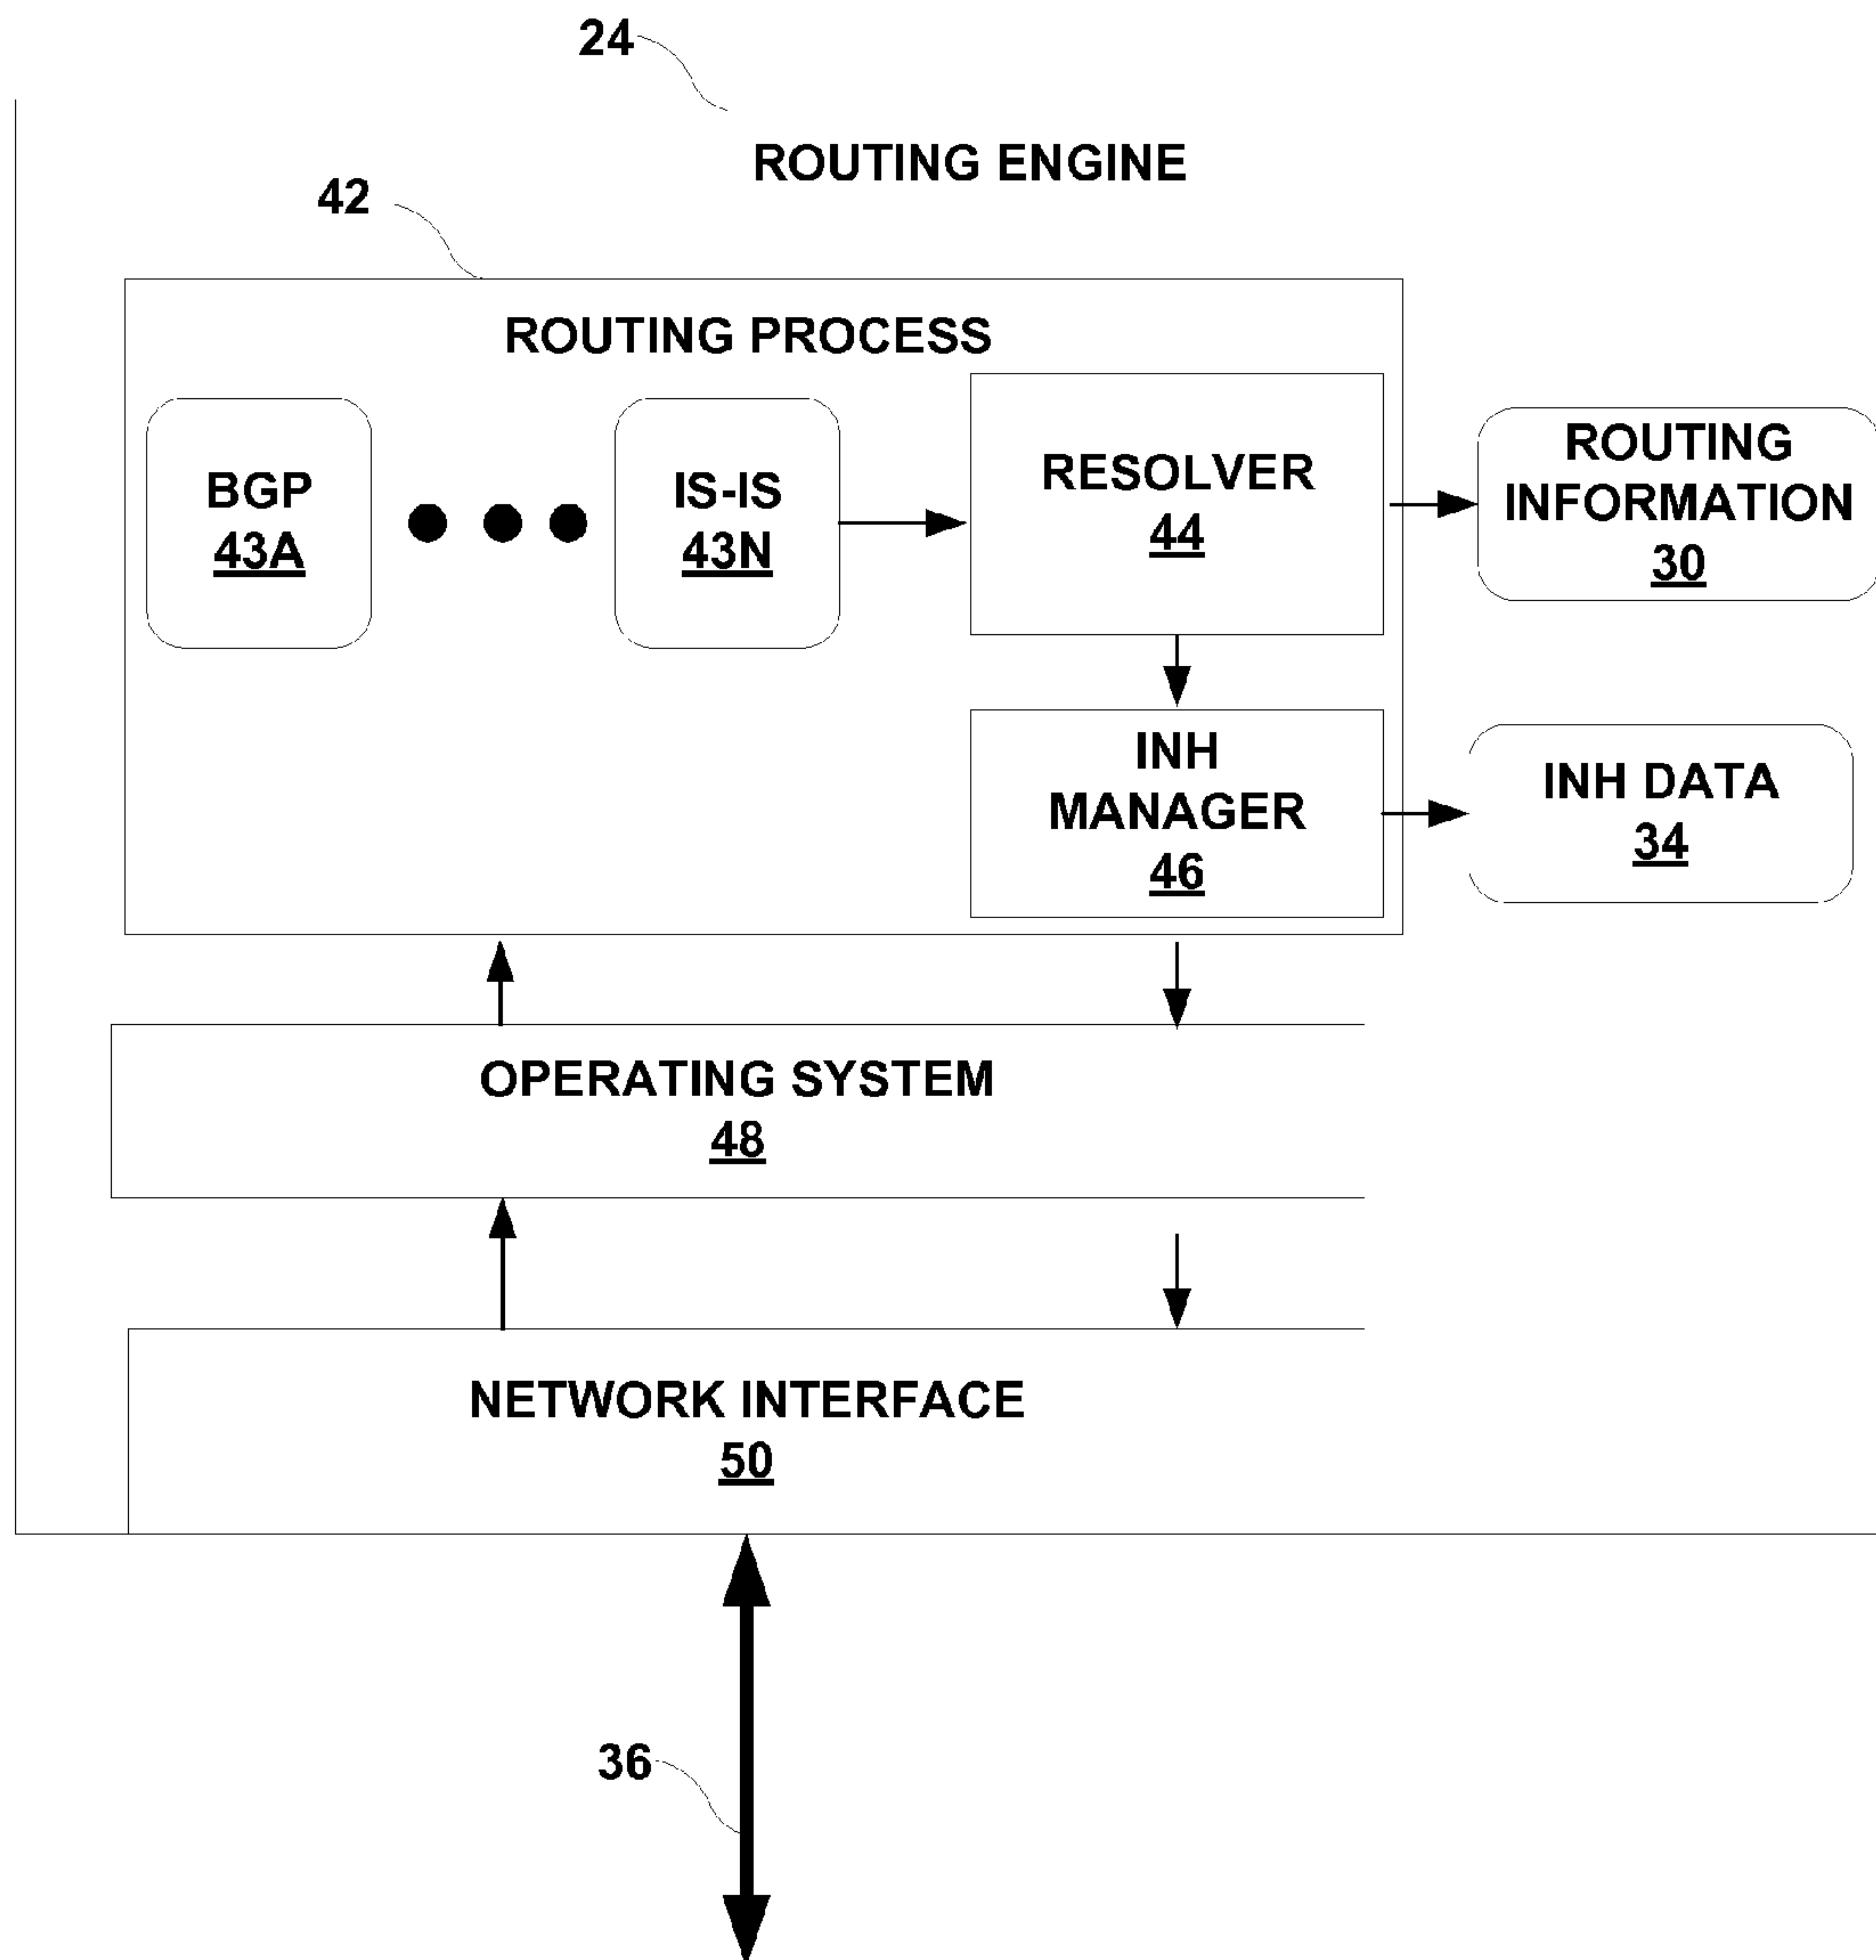 24
ROUTING ENGINE
42
ROUTING PROCESS
BGP
43A
IS-IS
43N
RESOLVER
44
ROUTING
INFORMATION
30
INH
MANAGER
46
INH DATA
34
OPERATING SYSTEM
48
NETWORK INTERFACE
50
36